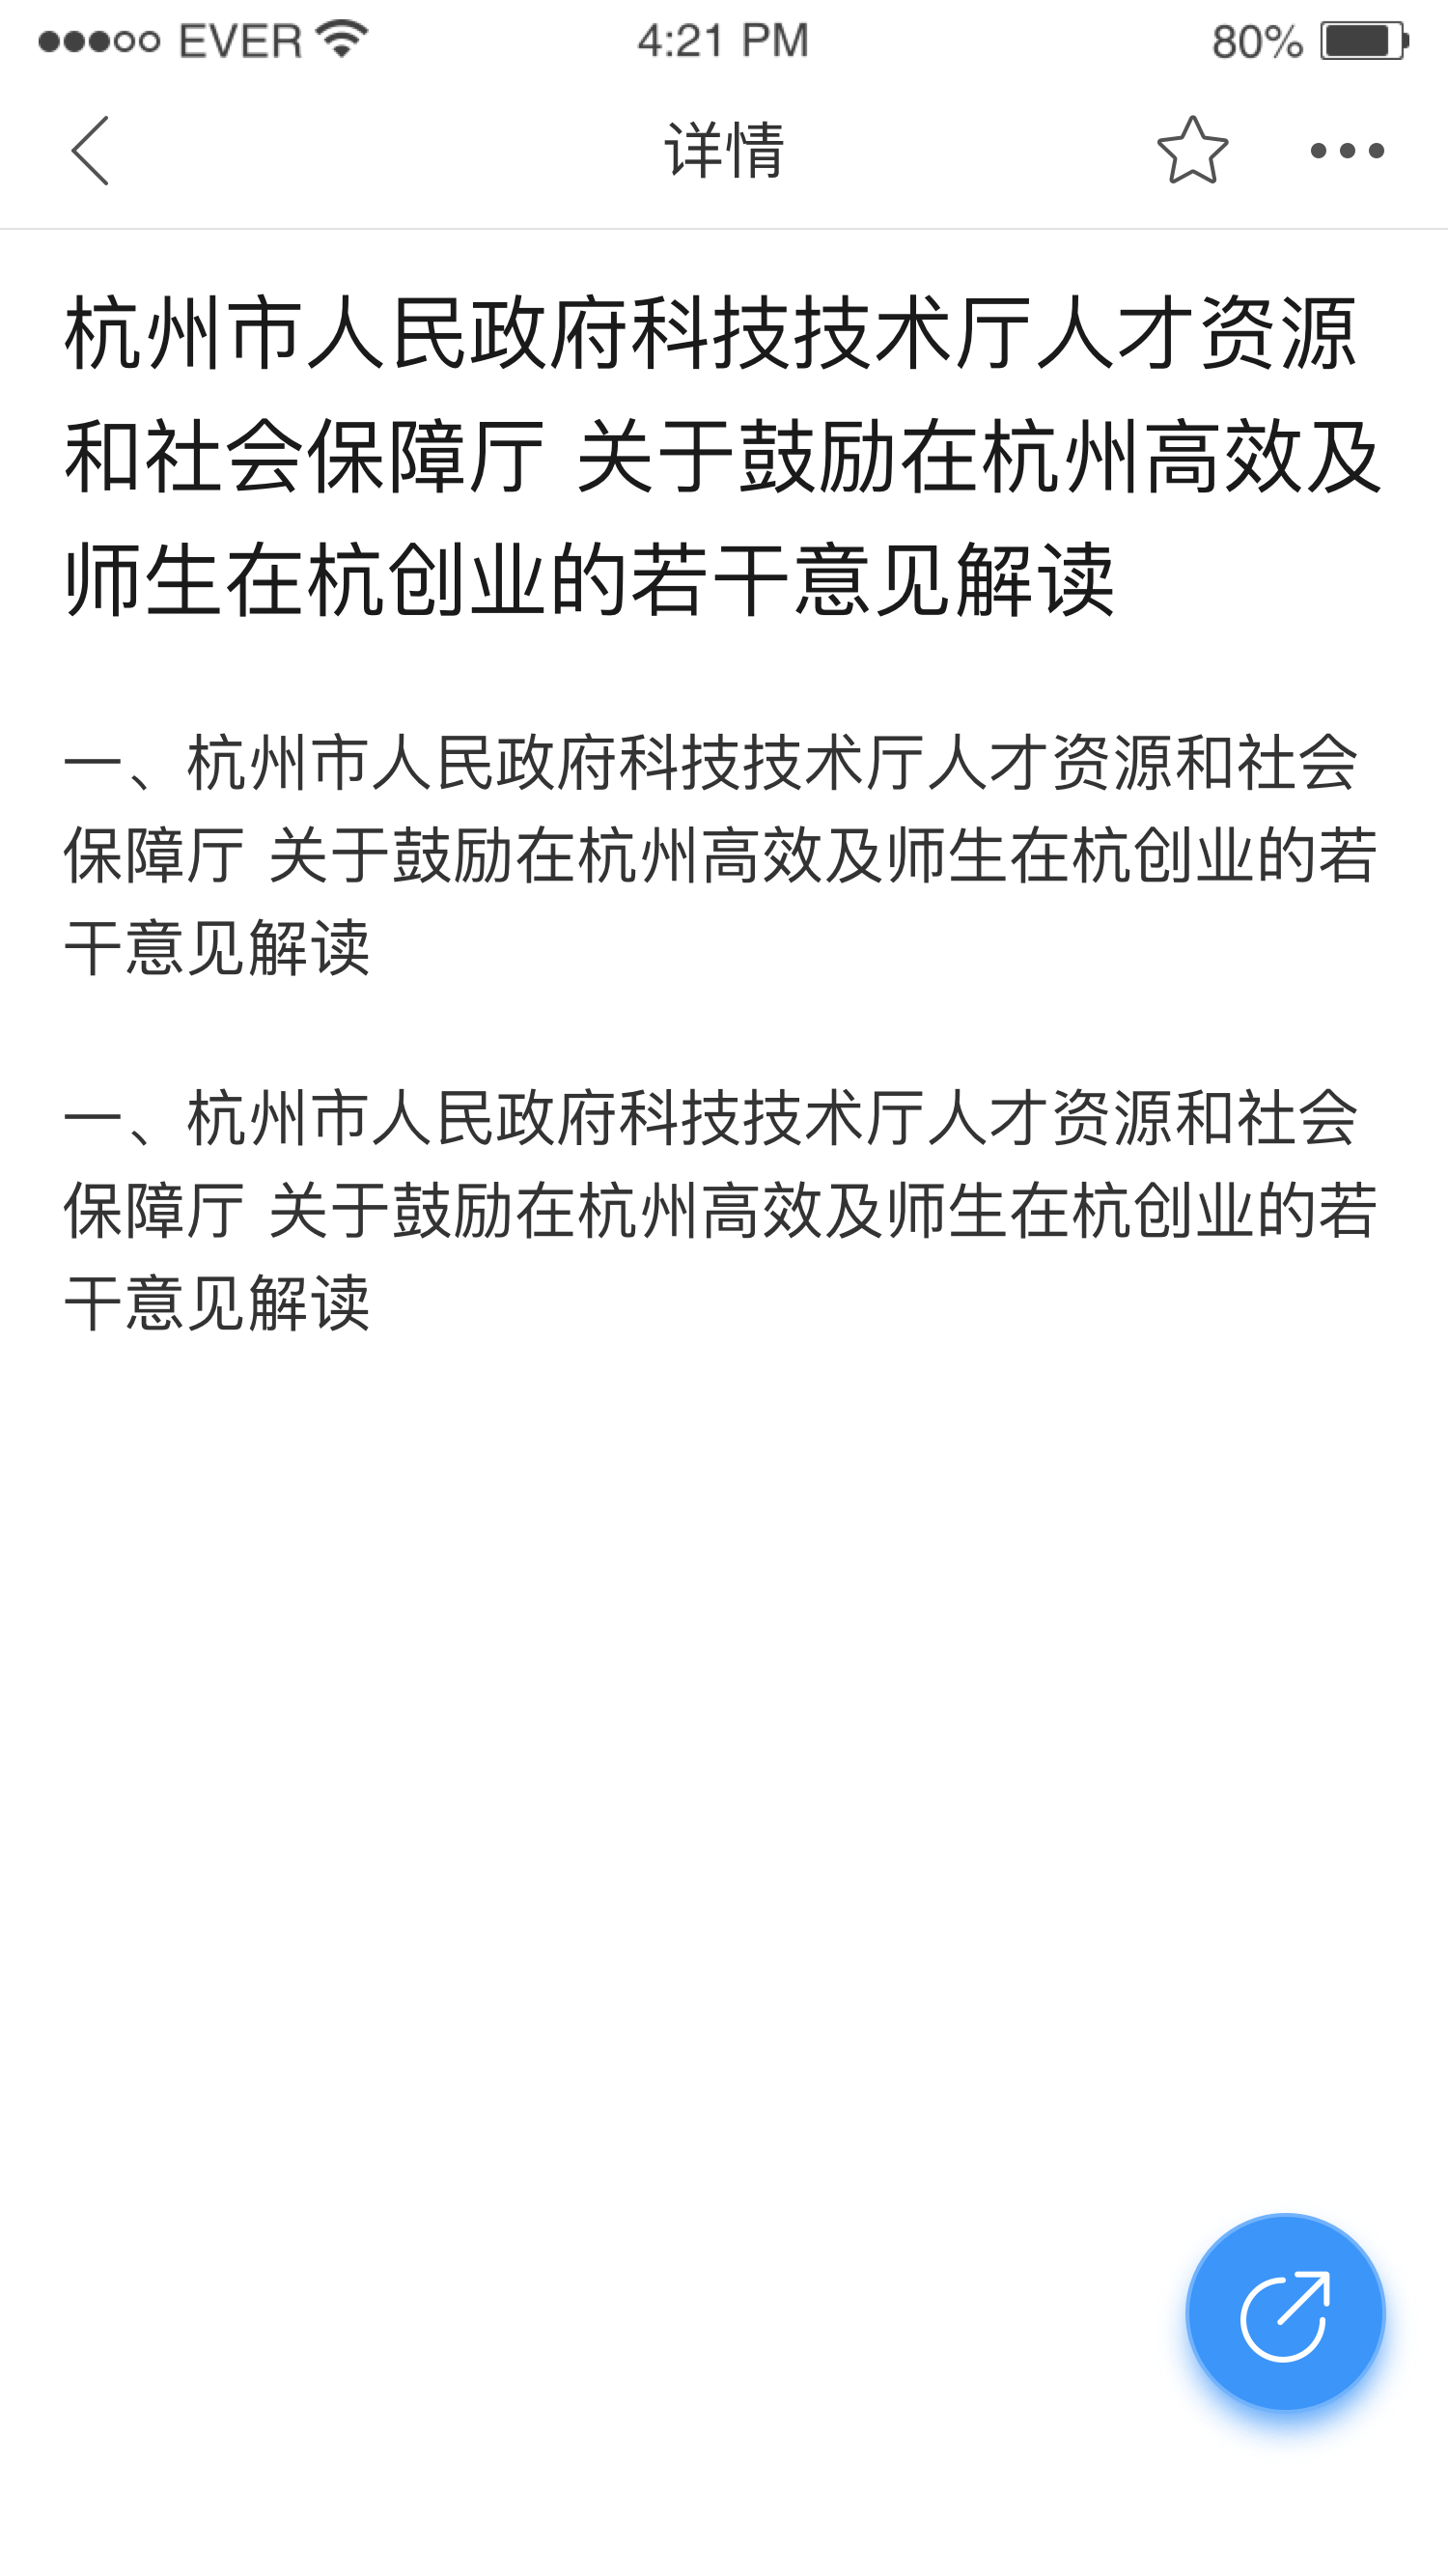 EVER 4:21 PM 80%
详情
杭州市人民政府科技技术厅人才资源
和社会保障厅 关于鼓励在杭州高效及
师生在杭创业的若干意见解读
一、杭州市人民政府科技技术厅人才资源和社会
保障厅 关于鼓励在杭州高效及师生在杭创业的若
干意见解读
一、杭州市人民政府科技技术厅人才资源和社会
保障厅 关于鼓励在杭州高效及师生在杭创业的若
干意见解读